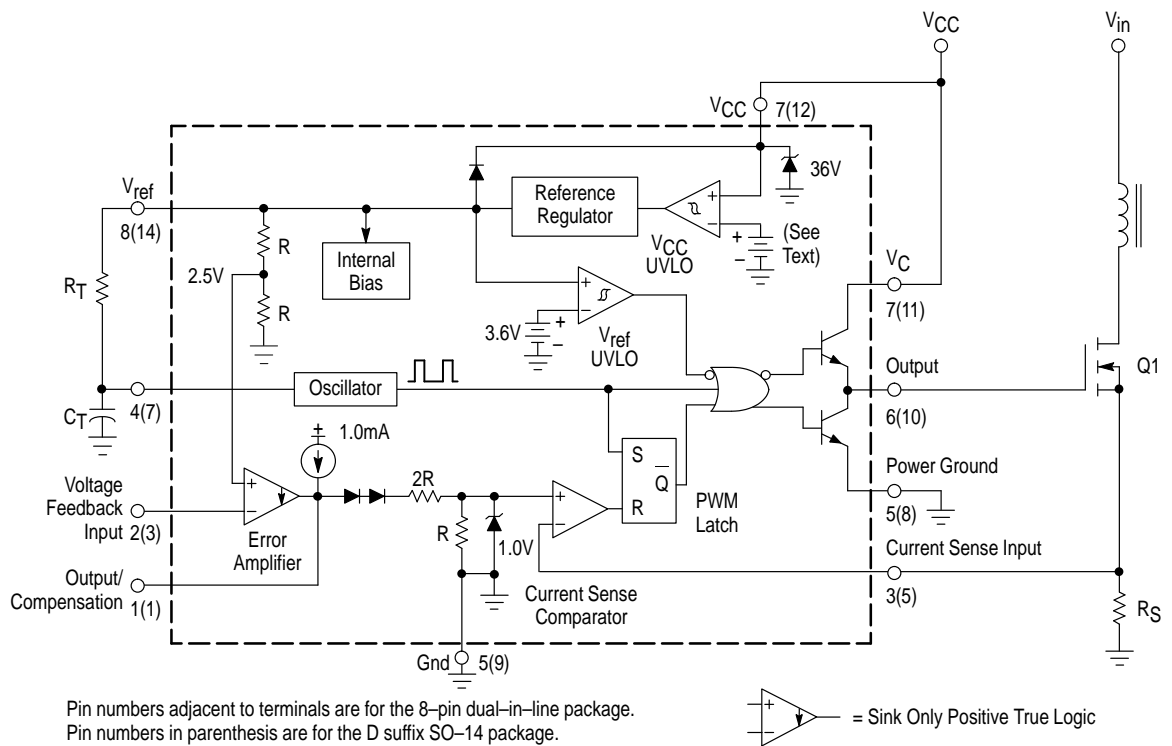 VCC
Vin
VCC
7(12)
36V
Vref
8(14)
Reference
Regulator
+
–
VCC
UVLO
+
–
(See
Text)
R
Internal
Bias
2.5V
RT
R
+
–
3.6V
+
–
Vref
UVLO
VC
7(11)
Output
6(10)
Q1
Oscillator
CT
4(7)
+
1.0mA
S
Q
R
PWM
Latch
Power Ground
5(8)
Voltage
Feedback
Input
2(3)
+
–
Error
Amplifier
2R
R
1.0V
+
–
Current Sense
Comparator
Current Sense Input
3(5)
RS
Output/
Compensation
1(1)
Gnd
5(9)
Pin numbers adjacent to terminals are for the 8–pin dual–in–line package.
Pin numbers in parenthesis are for the D suffix SO–14 package.
+
–
= Sink Only Positive True Logic